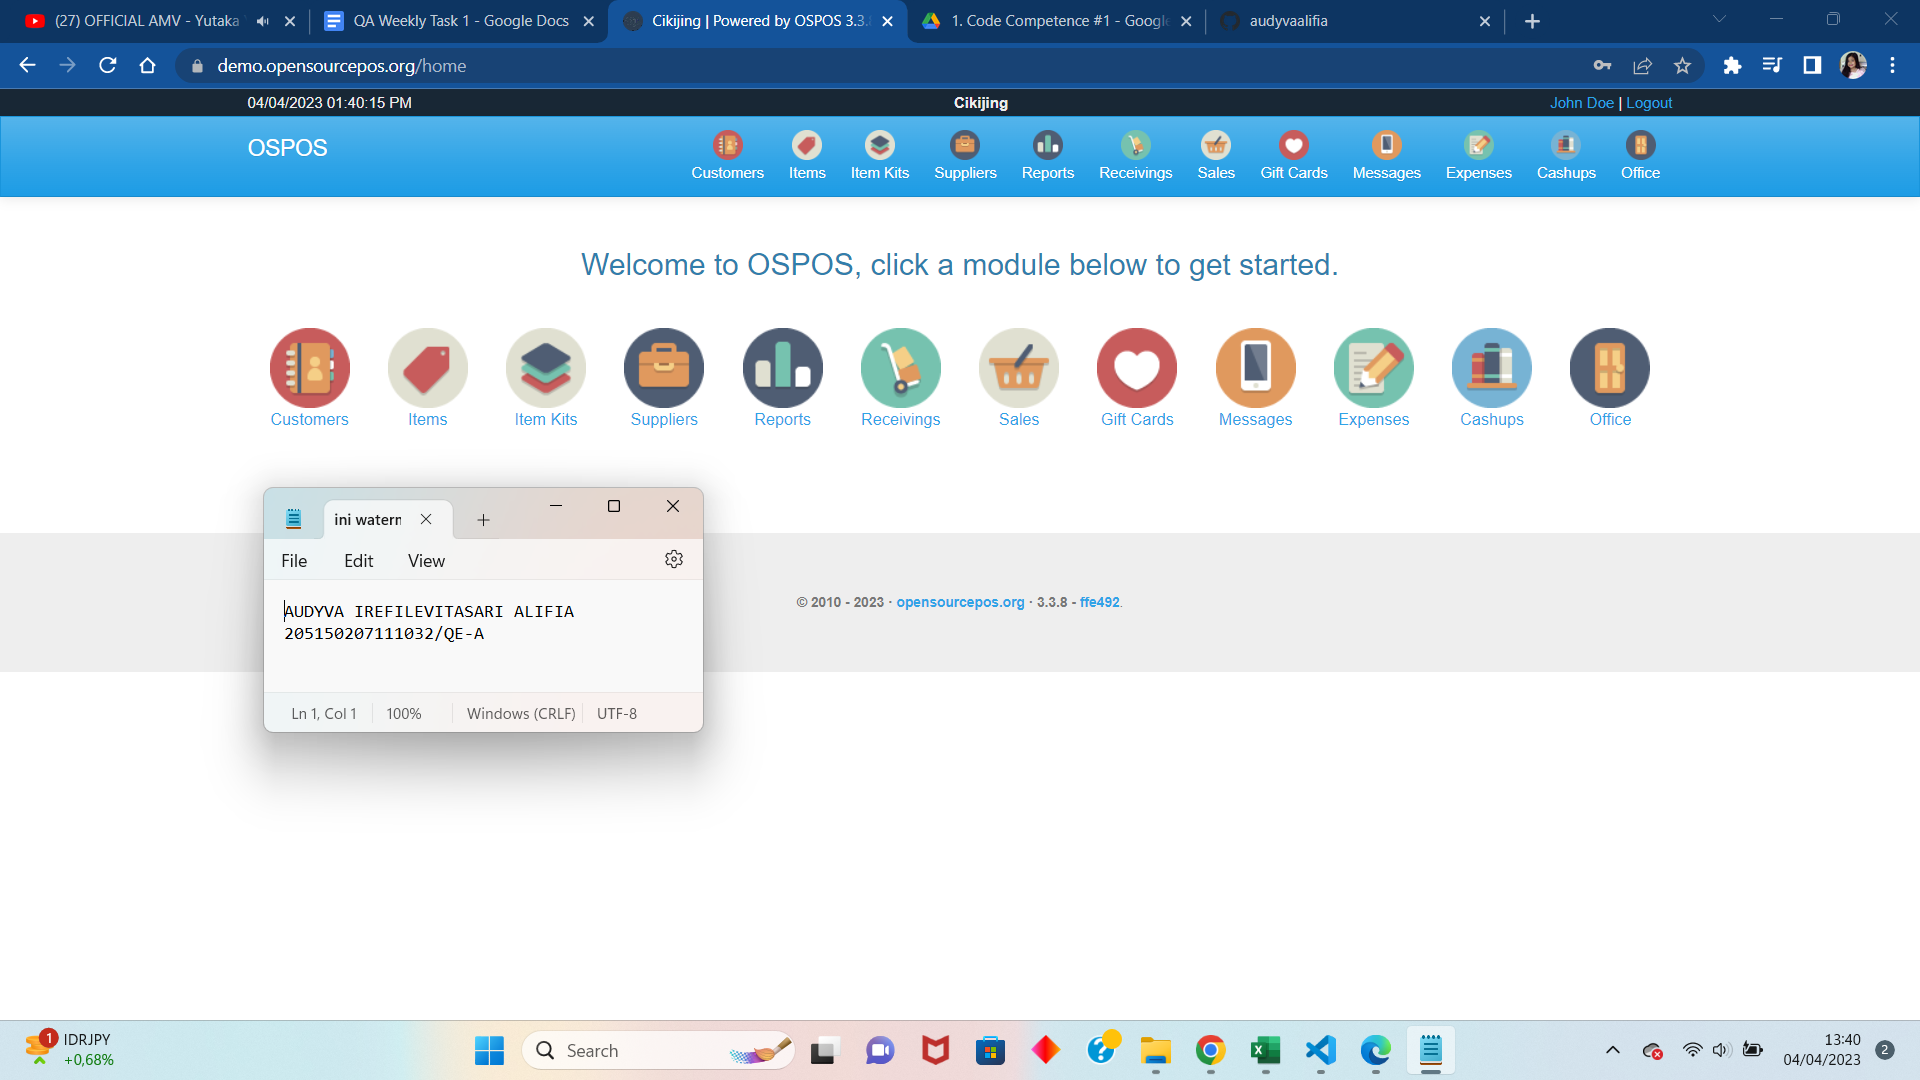 (27) OFFICIAL AMV - Yutaka
QA Weekly Task 1 - Google Docs
Cikijing | Powered by OSPOS 3.3.8
1. Code Competence #1 - Google
audyvaalifia
demo.opensourcepos.org/home
04/04/2023 01:40:15 PM
Cikijing
John Doe | Logout
OSPOS
Customers
Items
Item Kits
Suppliers
Reports
Receivings
Sales
Gift Cards
Messages
Expenses
Cashups
Office
Welcome to OSPOS, click a module below to get started.
Customers
Items
Item Kits
Suppliers
Reports
Receivings
Sales
Gift Cards
Messages
Expenses
Cashups
Office
ini waterm
File
Edit
View
AUDYVA IREFILEVITASARI ALIFIA
205150207111032/QE-A
Ln 1, Col 1
100%
Windows (CRLF)
UTF-8
© 2010 - 2023 · opensourcepos.org · 3.3.8 - ffe492.
1
IDRJPY
+0,68%
Search
13:40
04/04/2023
2